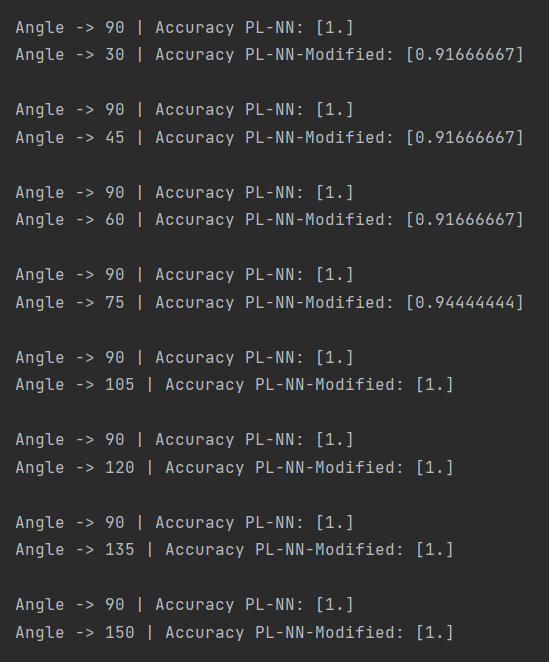 Angle -> 90 | Accuracy PL-NN: [1.]
Angle -> 30 | Accuracy PL-NN-Modified: [0.91666667]
Angle -> 90 | Accuracy PL-NN: [1.]
Angle -> 45 | Accuracy PL-NN-Modified: [0.91666667]
Angle -> 90 | Accuracy PL-NN: [1.]
Angle -> 60 | Accuracy PL-NN-Modified: [0.91666667]
Angle -> 90 | Accuracy PL-NN: [1.]
Angle -> 75 | Accuracy PL-NN-Modified: [0.94444444]
Angle -> 90 | Accuracy PL-NN: [1.]
Angle -> 105 | Accuracy PL-NN-Modified: [1.]
Angle -> 90 | Accuracy PL-NN: [1.]
Angle -> 120 | Accuracy PL-NN-Modified: [1.]
Angle -> 90 | Accuracy PL-NN: [1.]
Angle -> 135 | Accuracy PL-NN-Modified: [1.]
Angle -> 90 | Accuracy PL-NN: [1.]
Angle -> 150 | Accuracy PL-NN-Modified: [1.]